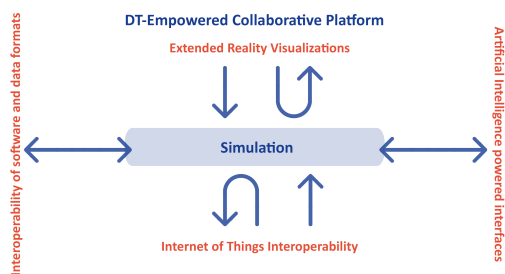 DT-Empowered Collaborative Platform
Extended Reality Visualizations
Interoperability of software and data formats
Simulation
Artificial Intelligence powered interfaces
Internet of Things Interoperability